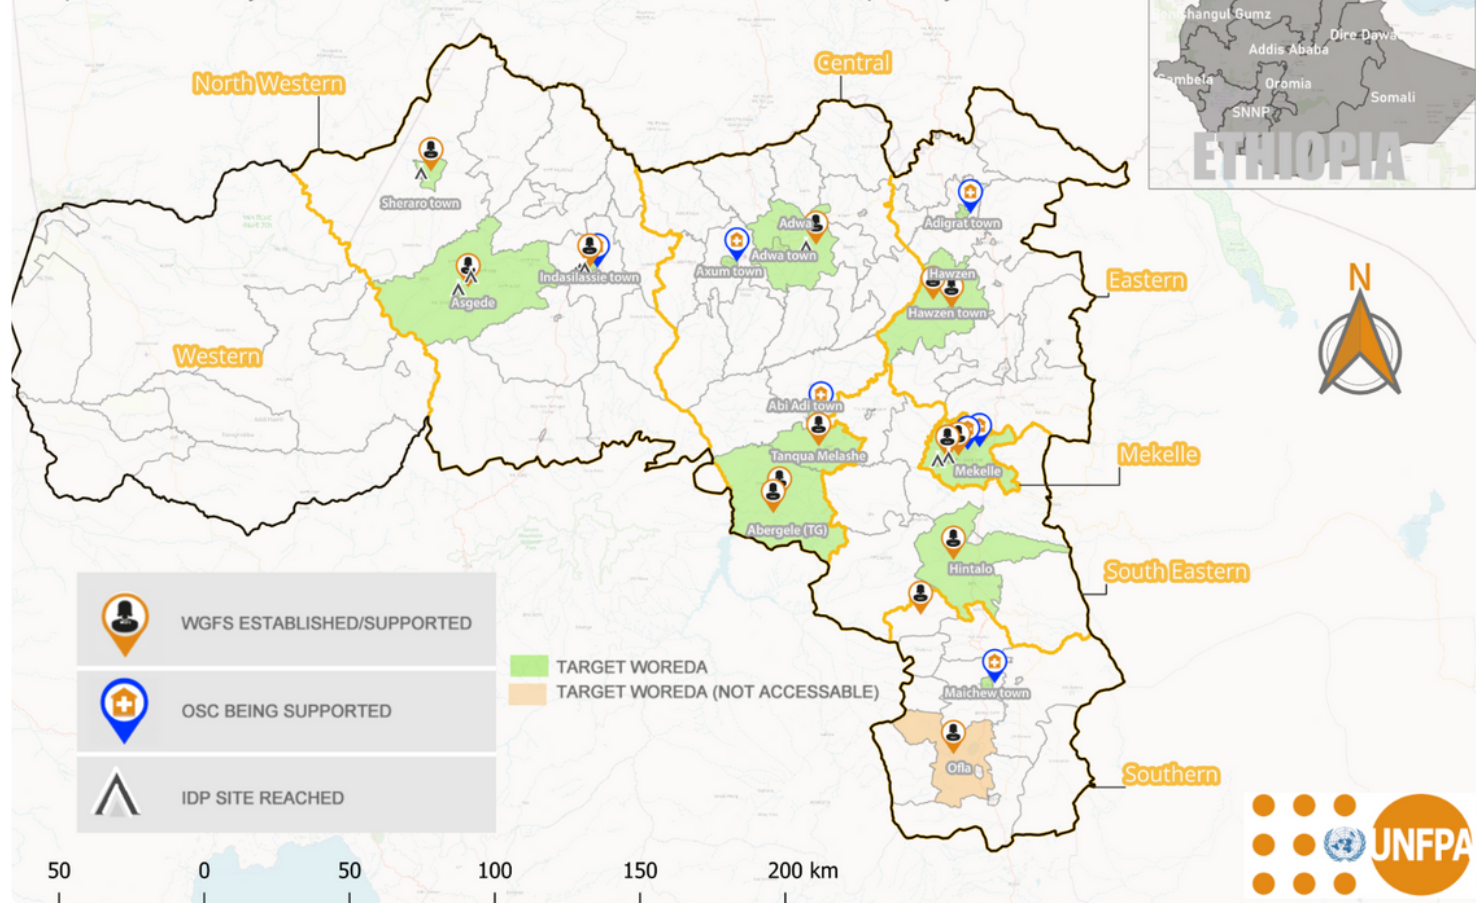 Benishangul Gumz
Dire Dawa
Addis Ababa
Gambela
Oromia
Somali
SNNP
ETHIOPIA
North Western
Central
Sheraro town
Adigrat town
Adwa
Adwa town
Axum town
Indasilassie town
Asgede
Hawzen
Hawzen town
Eastern
N
Western
Abi Adi town
Tanqua Melashe
Mekelle
Mekelle
Abergele (TG)
Hintalo
South Eastern
WGFS ESTABLISHED/SUPPORTED
OSC BEING SUPPORTED
IDP SITE REACHED
TARGET WOREDA
TARGET WOREDA (NOT ACCESSABLE)
Maichew town
Ofla
Southern
UNFPA
50 0 50 100 150 200 km